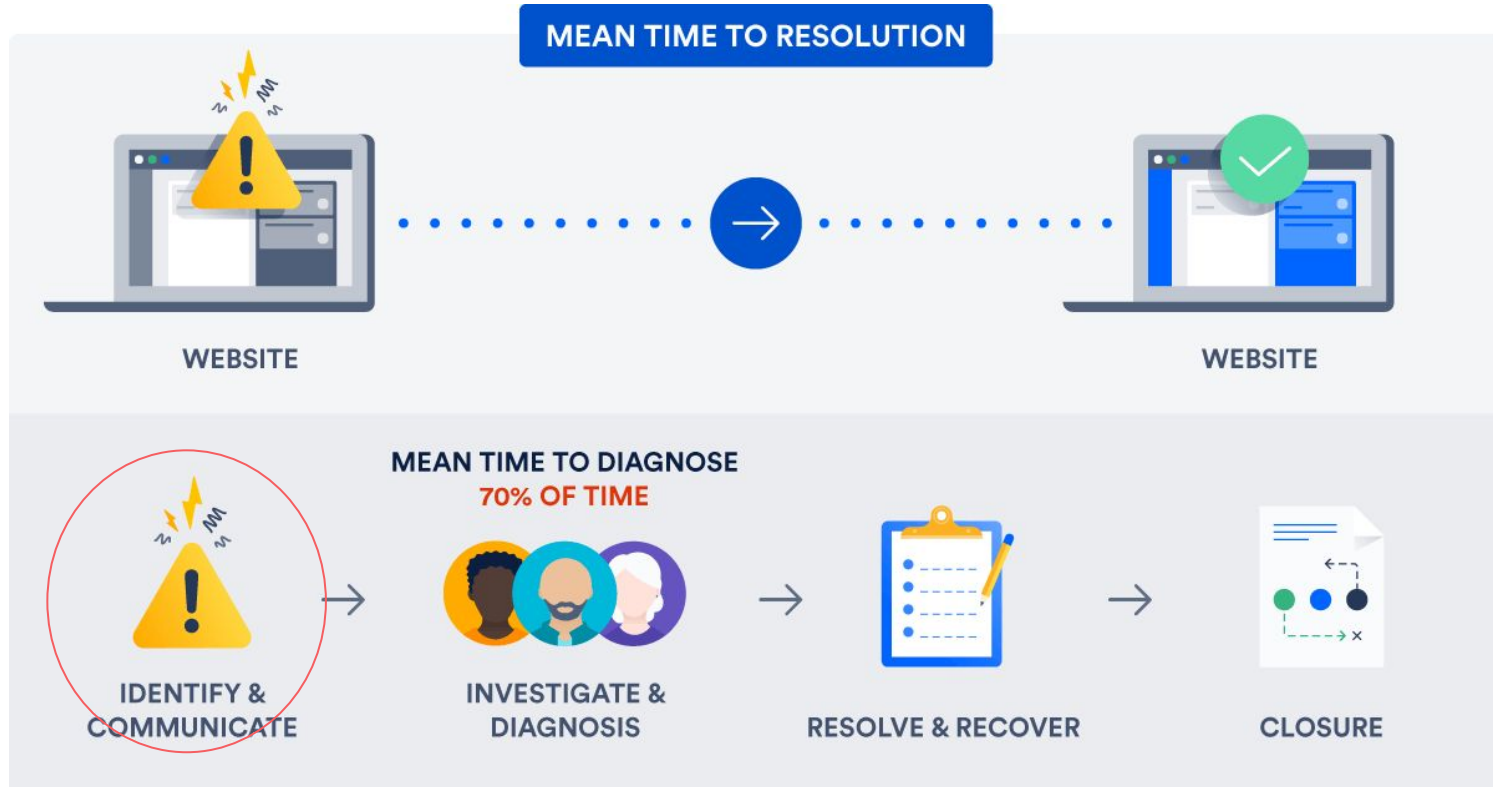 MEAN TIME TO RESOLUTION
WEBSITE
WEBSITE
MEAN TIME TO DIAGNOSE
70% OF TIME
IDENTIFY &
COMMUNICATE
INVESTIGATE &
DIAGNOSIS
RESOLVE & RECOVER
CLOSURE